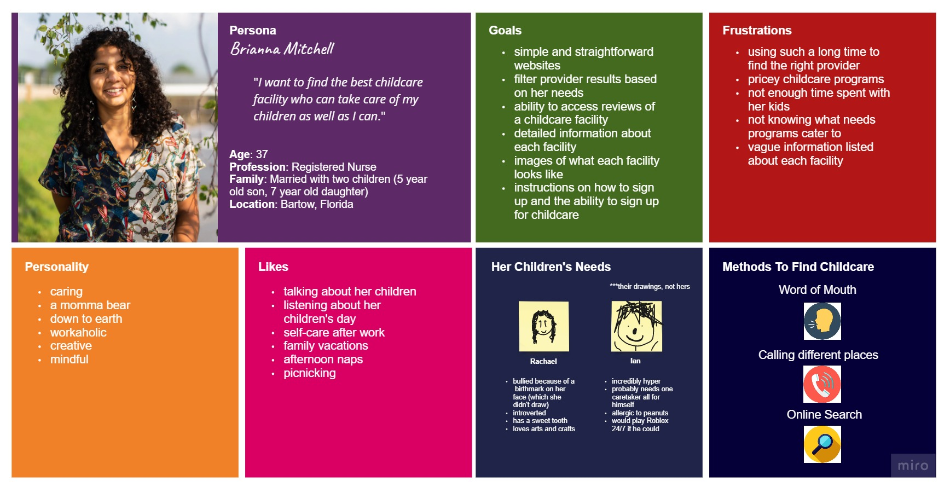 Persona
Brianna Mitchell
"I want to find the best childcare
facility who can take care of my
children as well as I can."
Age: 37
Profession: Registered Nurse
Family: Married with two children (5 year
old son, 7 year old daughter)
Location: Bartow, Florida
Goals
• simple and straightforward
websites
• filter provider results based
on her needs
• ability to access reviews of
a childcare facility
• detailed information about
each facility
• images of what each facility
looks like
• instructions on how to sign
up and the ability to sign up
for childcare
Frustrations
• using such a long time to
find the right provider
• pricey childcare programs
• not enough time spent with
her kids
• not knowing what needs
programs cater to
• vague information listed
about each facility
Personality
• caring
• a momma bear
• down to earth
• workaholic
• creative
• mindful
Likes
• talking about her children
• listening about her
children's day
• self-care after work
• family vacations
• afternoon naps
• picnicking
Her Children's Needs
***their drawings, not hers
Rachael
• bullied because of a
birthmark on her
face (which she
didn't draw)
• introverted
• has a sweet tooth
• loves arts and crafts
Ian
• incredibly hyper
• probably needs one
caretaker all for
himself
• allergic to peanuts
• would play Roblox
24/7 if he could
Methods To Find Childcare
Word of Mouth
Calling different places
Online Search
miro